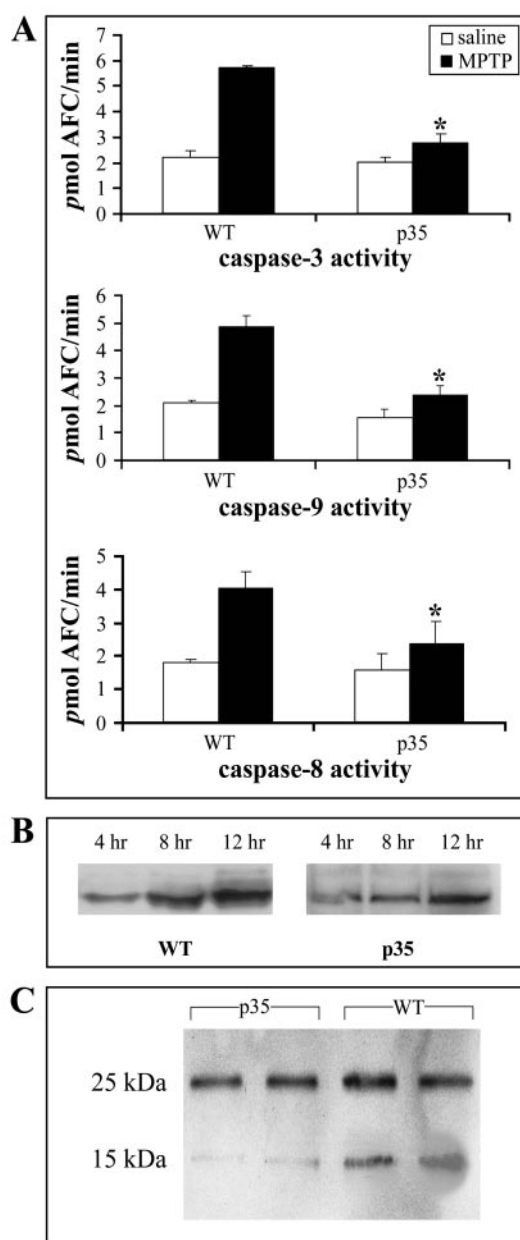 A
saline
MPTP
pmol AFC/min
7
6
5
4
3
2
1
0
*
WT p35
caspase-3 activity
pmol AFC/min
6
5
4
3
2
1
0
*
WT p35
caspase-9 activity
pmol AFC/min
5
4
3
2
1
0
*
WT p35
caspase-8 activity
B
4 hr 8 hr 12 hr 4 hr 8 hr 12 hr
WT p35
C
p35 WT
25 kDa
15 kDa